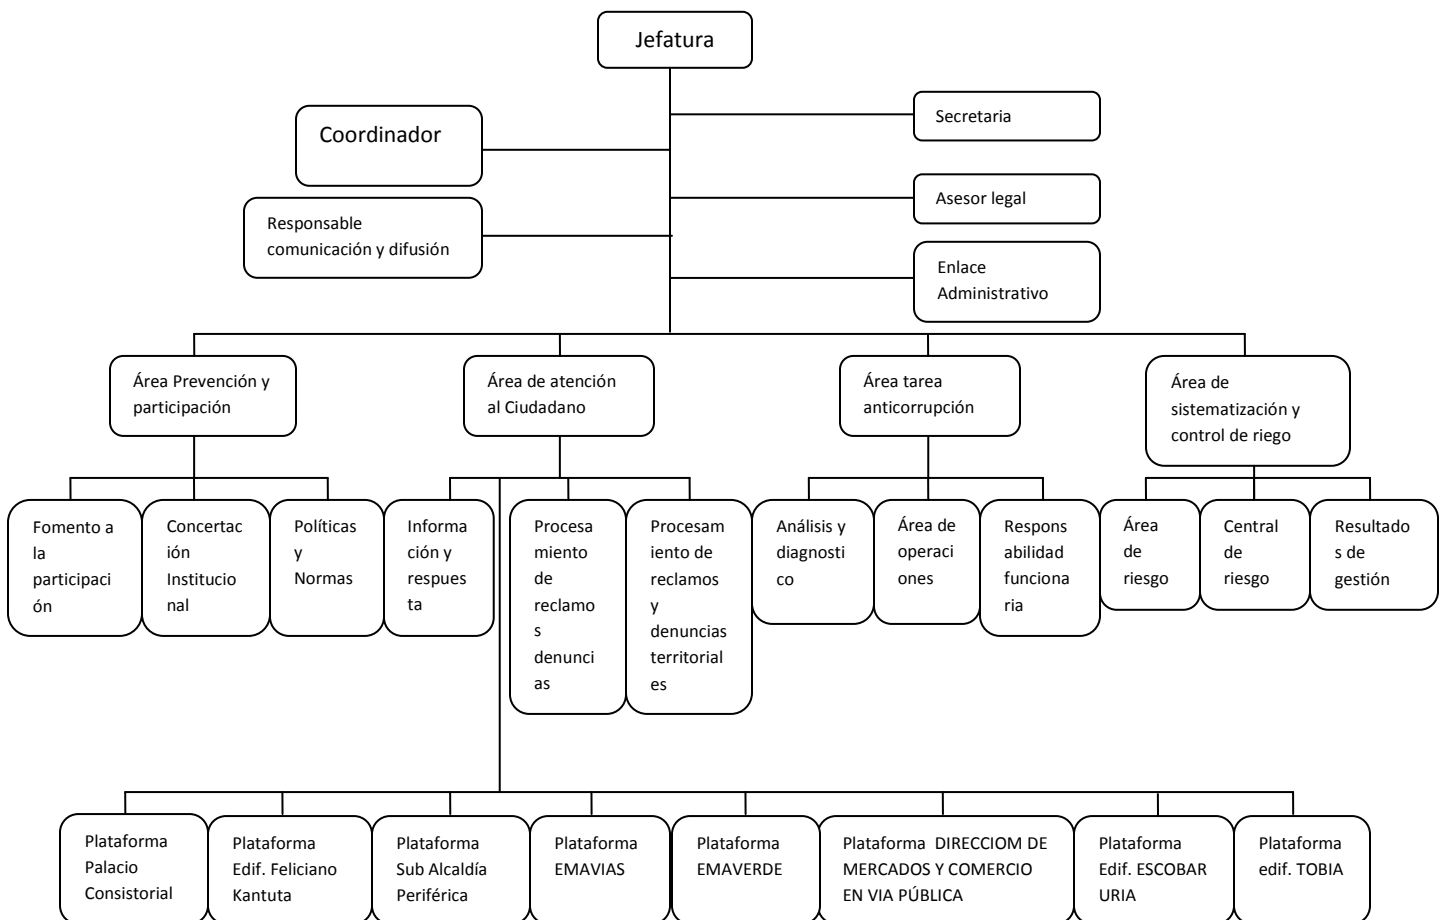 Jefatura
Secretaria
Coordinador
Asesor legal
Responsable
comunicación y difusión
Enlace
Administrativo
Área Prevención y
participación
Área de atención
al Ciudadano
Área tarea
anticorrupción
Área de
sistematización y
control de riego
Fomento a
la
participaci
ón
Concertac
ión
Institucio
nal
Políticas
y
Normas
Informa
ción y
respues
ta
Procesa
miento
de
reclamo
s
denunci
as
Procesam
iento de
reclamos
y
denuncias
territorial
es
Análisis y
diagnosti
co
Área de
operaci
ones
Respons
abilidad
funciona
ria
Área
de
riesgo
Central
de
riesgo
Resultado
s de
gestión
Plataforma
Palacio
Consistorial
Plataforma
Edif. Feliciano
Kantuta
Plataforma
Sub Alcaldía
Periférica
Plataforma
EMAVIAS
Plataforma
EMAVERDE
Plataforma DIRECCIOM DE
MERCADOS Y COMERCIO
EN VIA PÚBLICA
Plataforma
Edif. ESCOBAR
URIA
Plataforma
edif. TOBIA